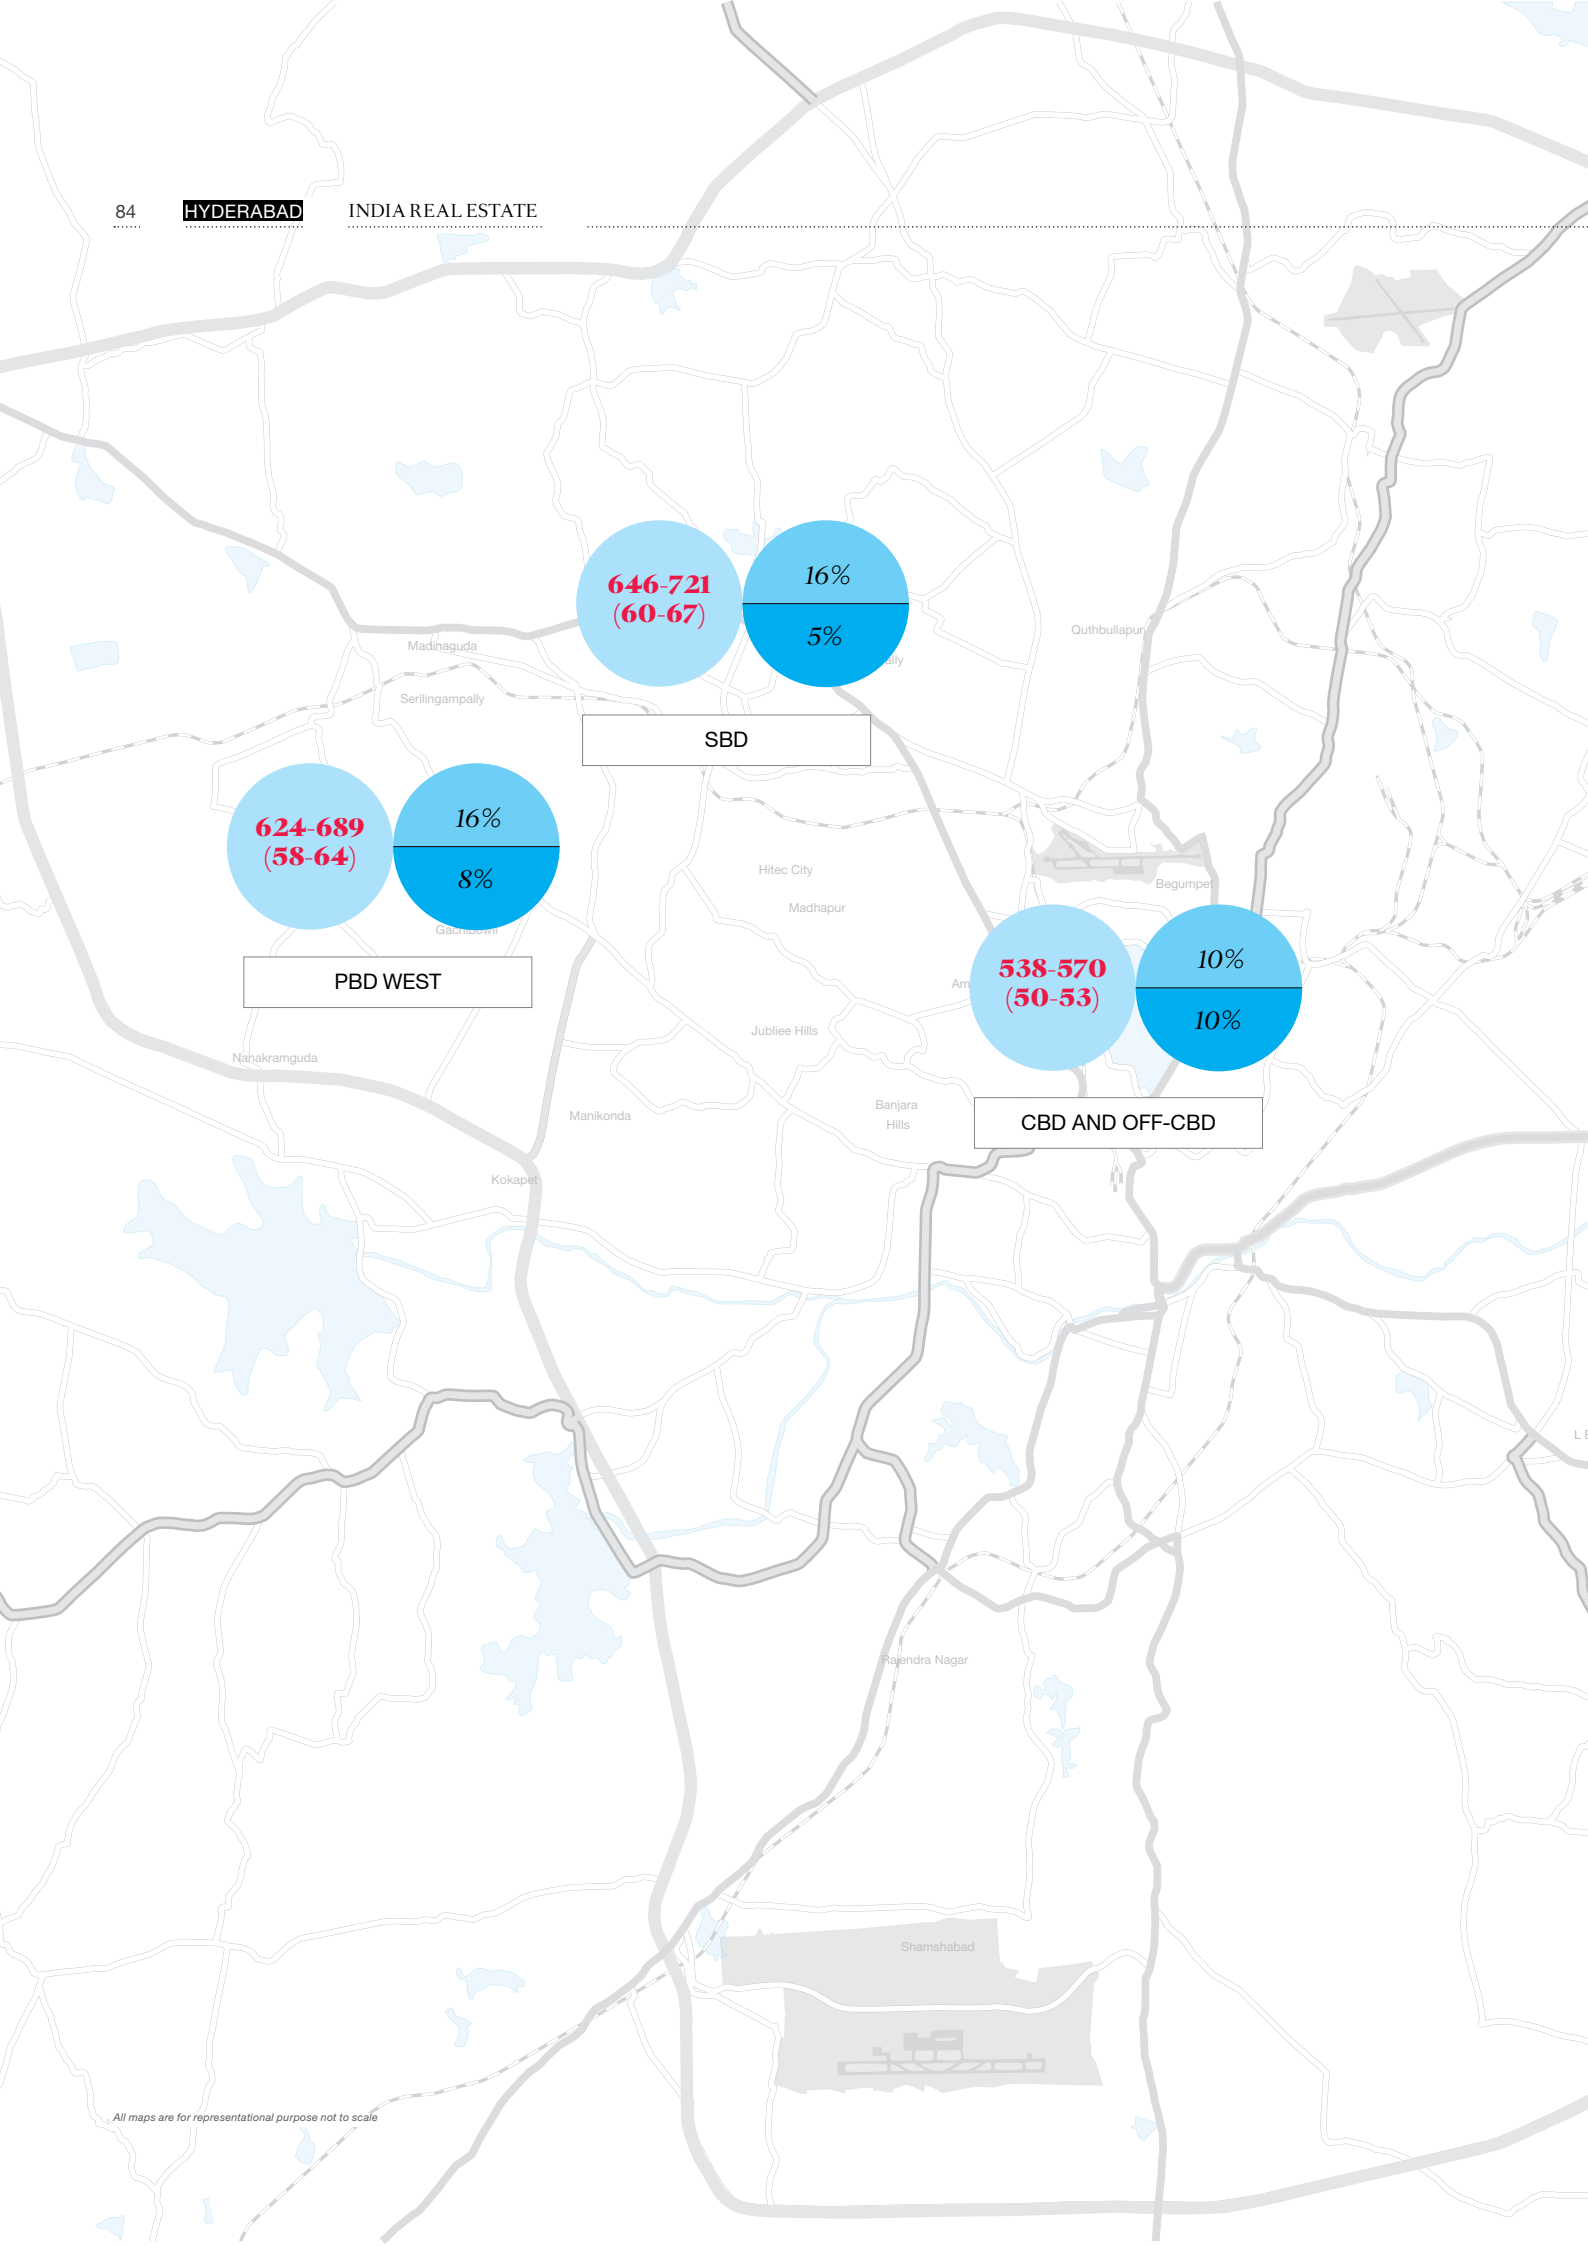 84 HYDERABAD INDIA REAL ESTATE
646-721
(60-67)
16%
5%
Quthbullapur
Madinaguda
Serilingampally
SBD
624-689
(58-64)
16%
8%
Hitec City
Begumpet
Madhapur
Gachibowli
PBD WEST
538-570
(50-53)
10%
10%
Jubliee Hills
Nanakramguda
Manikonda
Banjara
Hills
CBD AND OFF-CBD
Kokapet
Rajendra Nagar
Shamshabad
All maps are for representational purpose not to scale